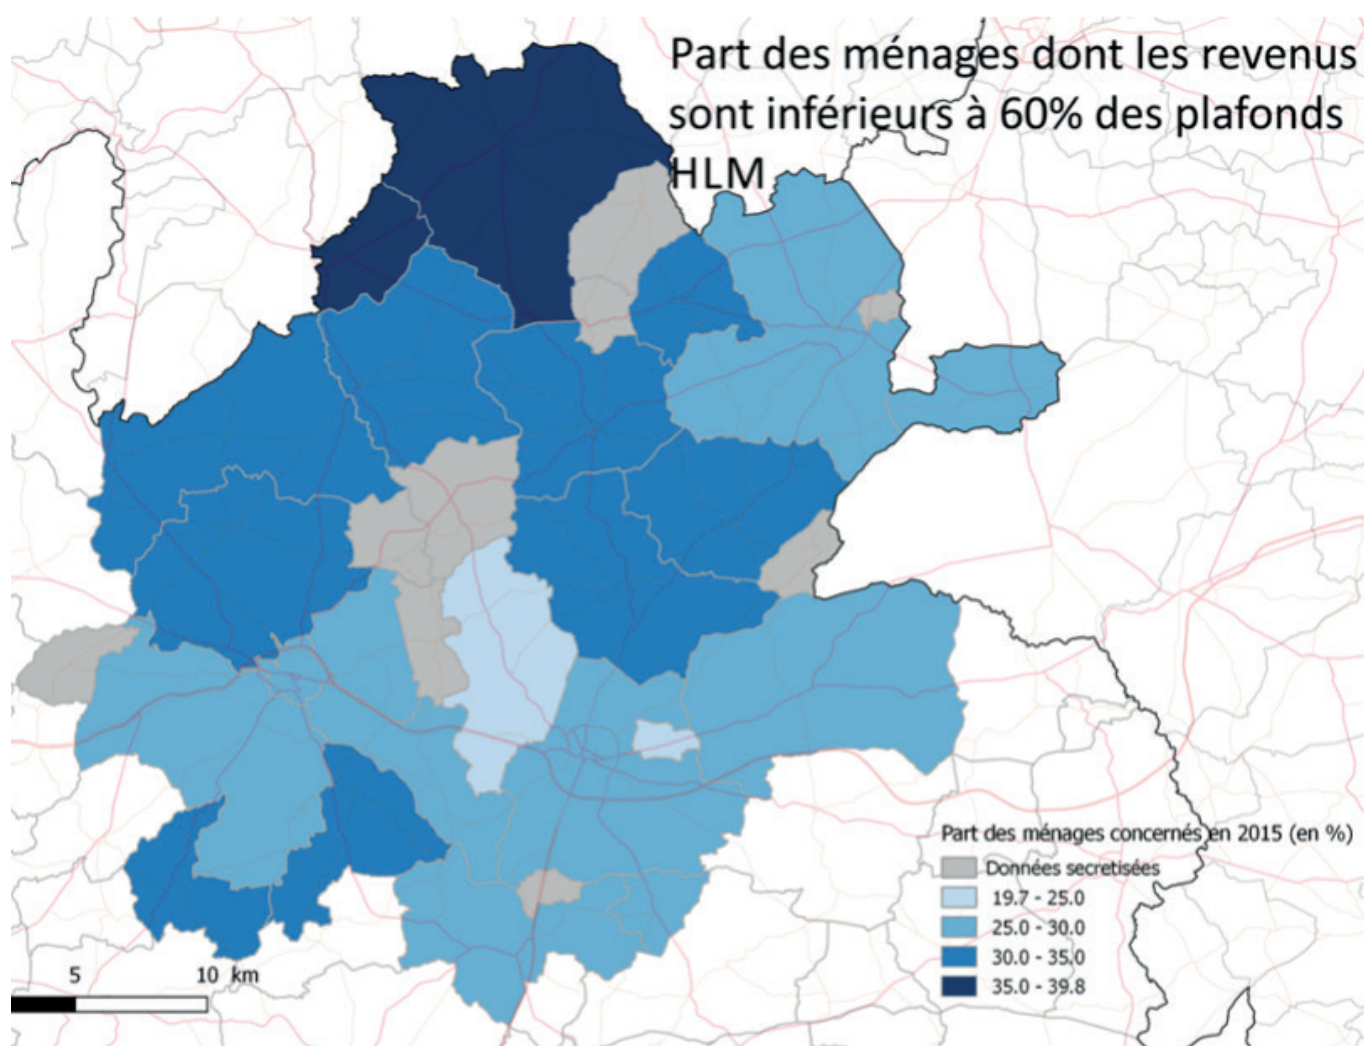 Part des ménages dont les revenus
sont inférieurs à 60% des plafonds
HLM
Part des ménages concernés en 2015 (en %)
Données secretisées
19.7 - 25.0
25.0 - 30.0
30.0 - 35.0
35.0 - 39.8
5 10 km